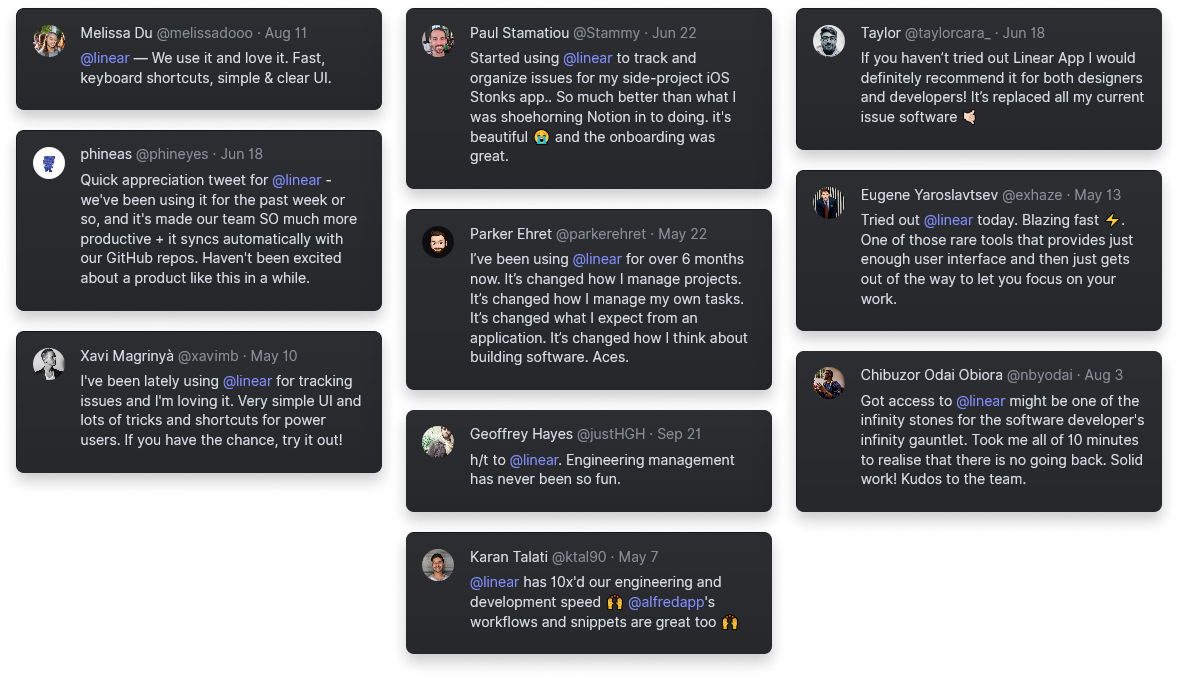 Melissa Du @melissadooo · Aug 11
@linear — We use it and love it. Fast,
keyboard shortcuts, simple & clear UI.
phineas @phineyes · Jun 18
Quick appreciation tweet for @linear -
we've been using it for the past week or
so, and it's made our team SO much more
productive + it syncs automatically with
our GitHub repos. Haven't been excited
about a product like this in a while.
Xavi Magrinyà @xavimb · May 10
I've been lately using @linear for tracking
issues and I'm loving it. Very simple UI and
lots of tricks and shortcuts for power
users. If you have the chance, try it out!
Paul Stamatiou @Stammy · Jun 22
Started using @linear to track and
organize issues for my side-project iOS
Stonks app.. So much better than what I
was shoehorning Notion in to doing. it's
beautiful 😭 and the onboarding was
great.
Parker Ehret @parkerehret · May 22
I’ve been using @linear for over 6 months
now. It’s changed how I manage projects.
It’s changed how I manage my own tasks.
It’s changed what I expect from an
application. It’s changed how I think about
building software. Aces.
Geoffrey Hayes @justHGH · Sep 21
h/t to @linear. Engineering management
has never been so fun.
Karan Talati @ktal90 · May 7
@linear has 10x'd our engineering and
development speed 🙌 @alfredapp's
workflows and snippets are great too 🙌
Taylor @taylorcara_ · Jun 18
If you haven’t tried out Linear App I would
definitely recommend it for both designers
and developers! It’s replaced all my current
issue software 🤙🏻
Eugene Yaroslavtsev @exhaze · May 13
Tried out @linear today. Blazing fast ⚡.
One of those rare tools that provides just
enough user interface and then just gets
out of the way to let you focus on your
work.
Chibuzor Odai Obiora @nbyodai · Aug 3
Got access to @linear might be one of the
infinity stones for the software developer's
infinity gauntlet. Took me all of 10 minutes
to realise that there is no going back. Solid
work! Kudos to the team.